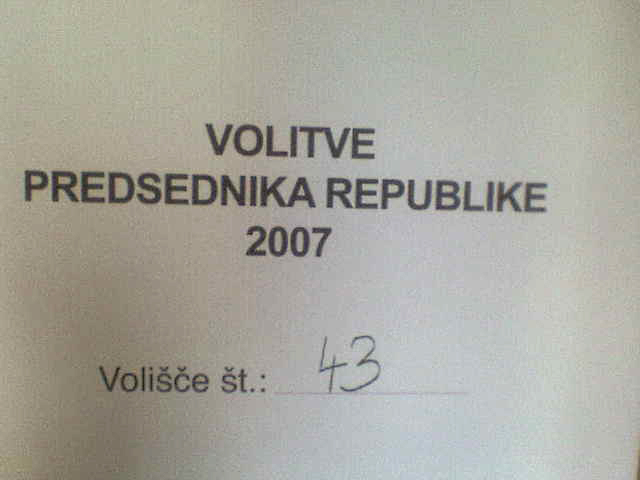 VOLITVE
PREDSEDNIKA REPUBLIKE
2007
Volišče št.: 43